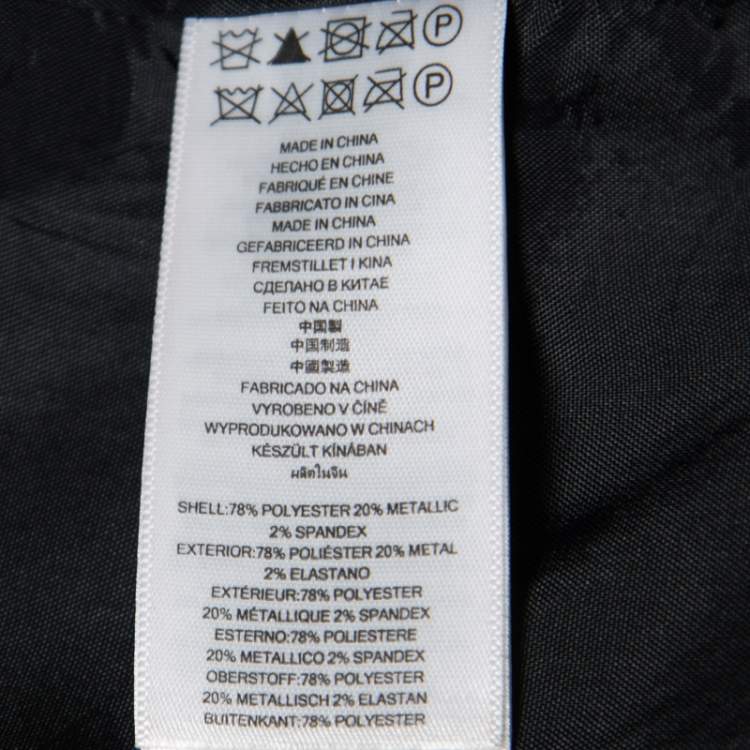 P
P
MADE IN CHINA
HECHO EN CHINA
FABRIQUÉ EN CHINE
FABBRICATO IN CINA
MADE IN CHINA
GEFABRICEERD IN CHINA
FREMSTILLET I KINA
СДЕЛАНО В КИТАЕ
FEITO NA CHINA
中国製
中国制造
中國製造
FABRICADO NA CHINA
VYROBENO V ČÍNĚ
WYPRODUKOWANO W CHINACH
KÉSZÜLT KÍNÁBAN
ผลิตในจีน
SHELL:78% POLYESTER 20% METALLIC
2% SPANDEX
EXTERIOR:78% POLIÉSTER 20% METAL
2% ELASTANO
EXTÉRIEUR:78% POLYESTER
20% MÉTALLIQUE 2% SPANDEX
ESTERNO:78% POLIESTERE
20% METALLICO 2% SPANDEX
OBERSTOFF:78% POLYESTER
20% METALLISCH 2% ELASTAN
BUITENKANT:78% POLYESTER